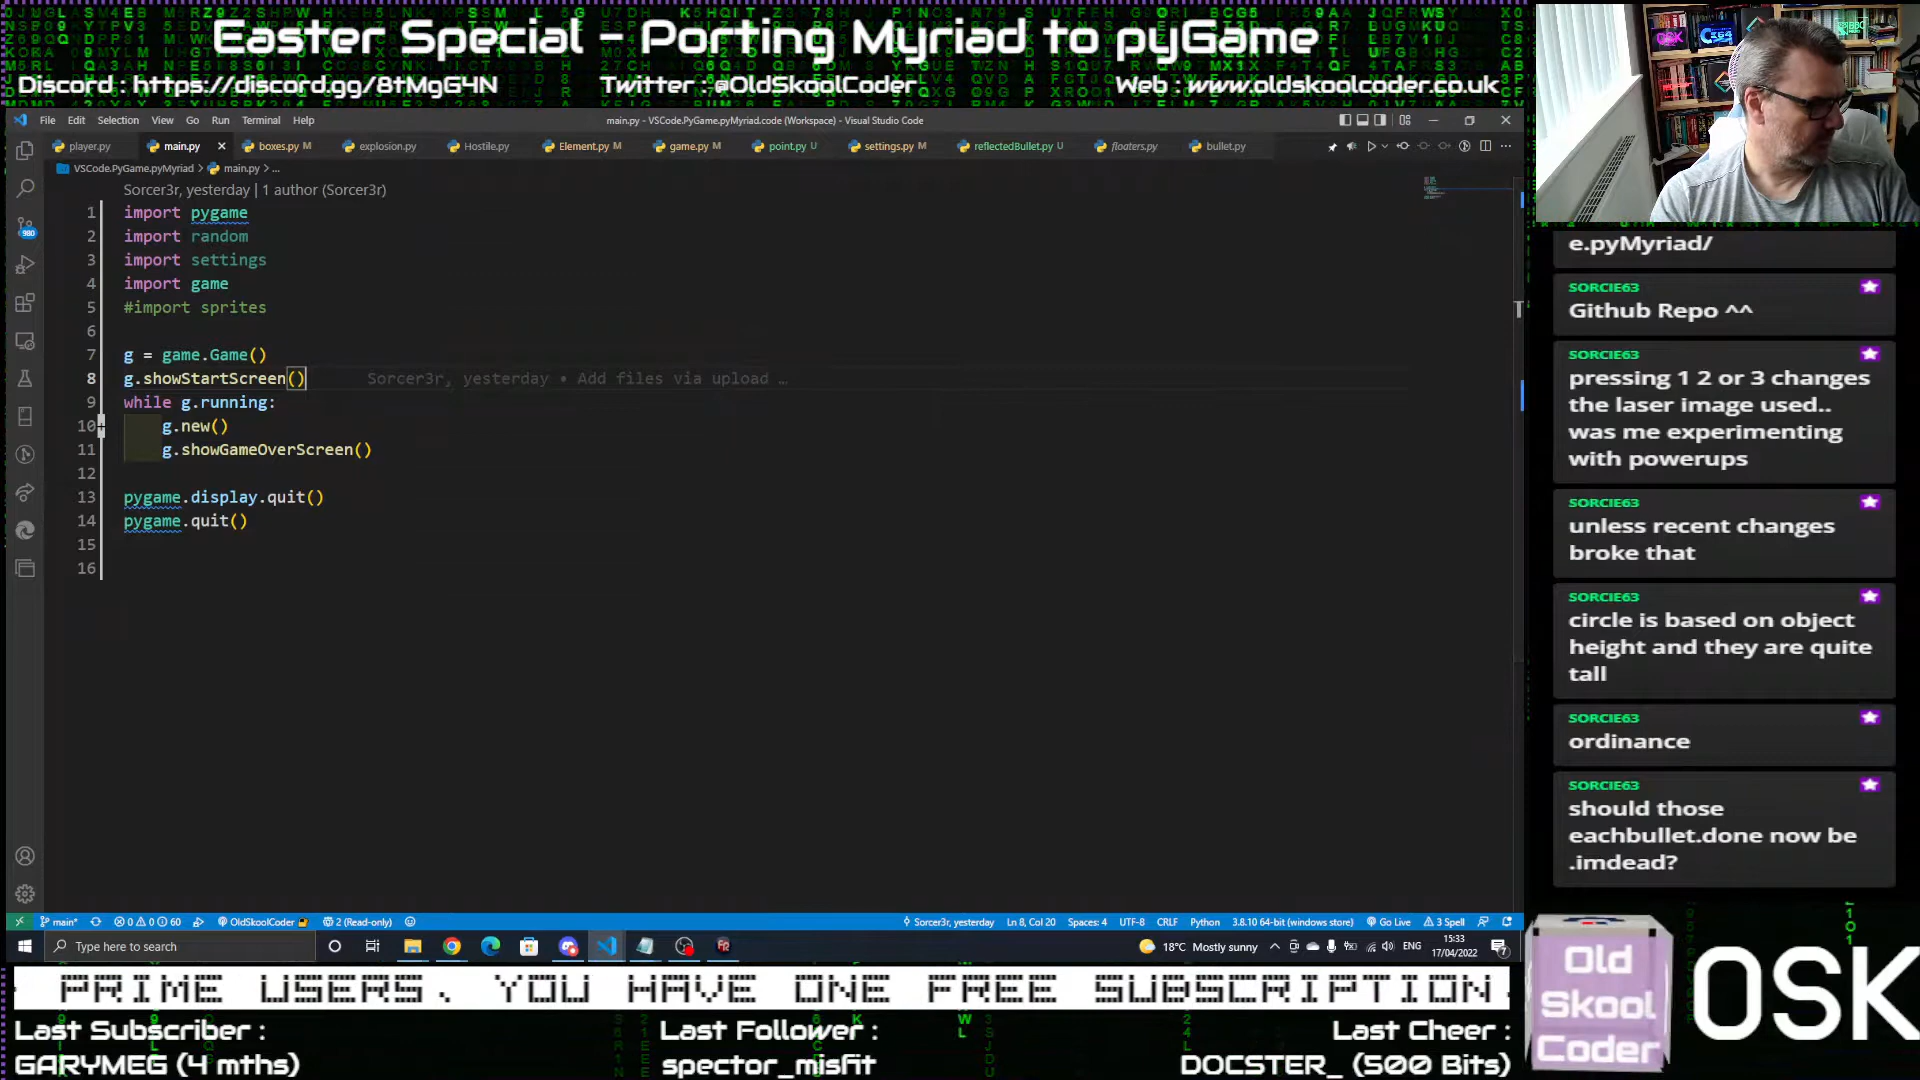 Easter Special - Porting Myriad to pyGame
Discord : https://discord.gg/8tMgG4N
Twitter : @OldSkoolCoder
Web : www.oldskoolcoder.co.uk
File Edit Selection View Go Run Terminal Help
main.py - VSCode.PyGame.pyMyriad.code (Workspace) - Visual Studio Code
player.py
main.py
boxes.py M
explosion.py
Hostile.py
Element.py M
game.py M
point.py U
settings.py M
reflectedBullet.py U
floaters.py
bullet.py
VSCode.PyGame.pyMyriad > main.py > ...
Sorcer3r, yesterday | 1 author (Sorcer3r)
1 import pygame
2 import random
3 import settings
4 import game
5 #import sprites
6
7 g = game.Game()
8 g.showStartScreen() Sorcer3r, yesterday • Add files via upload …
9 while g.running:
10 g.new()
11 g.showGameOverScreen()
12
13 pygame.display.quit()
14 pygame.quit()
15
16
980
main*
0 0 60
OldSkoolCoder
2 (Read-only)
Sorcer3r, yesterday
Ln 8, Col 20
Spaces: 4
UTF-8
CRLF
Python
3.8.10 64-bit (windows store)
Go Live
3 Spell
Type here to search
18°C Mostly sunny
ENG
15:33
17/04/2022
e.pyMyriad/
SORCIE63
Github Repo ^^
SORCIE63
pressing 1 2 or 3 changes
the laser image used..
was me experimenting
with powerups
SORCIE63
unless recent changes
broke that
SORCIE63
circle is based on object
height and they are quite
tall
SORCIE63
ordinance
SORCIE63
should those
eachbullet.done now be
.imdead?
PRIME USERS. YOU HAVE ONE FREE SUBSCRIPTION.
Last Subscriber :
GARYMEG (4 mths)
Last Follower :
spector_misfit
Last Cheer :
DOCSTER_ (500 Bits)
Old
Skool
Coder
OSK